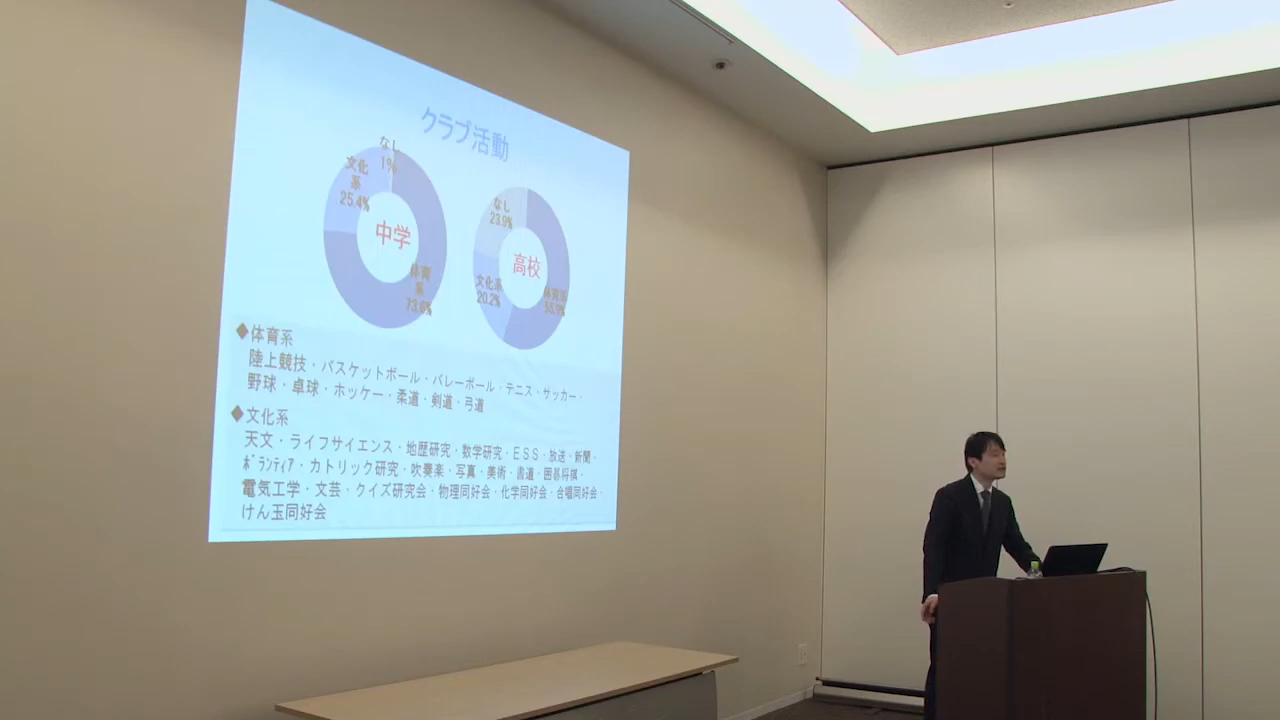 クラブ活動
なし
1%
文化
系
25.4%
中学
体育
系
73.6%
なし
23.9%
高校
文化系
20.2%
体育系
55.9%
◆体育系
陸上競技・バスケットボール・バレーボール・テニス・サッカー・
野球・卓球・ホッケー・柔道・剣道・弓道
◆文化系
天文・ライフサイエンス・地歴研究・数学研究・ESS・放送・新聞・
ボランティア・カトリック研究・吹奏楽・写真・美術・書道・囲碁将棋・
電気工学・文芸・クイズ研究会・物理同好会・化学同好会・合唱同好会・
けん玉同好会